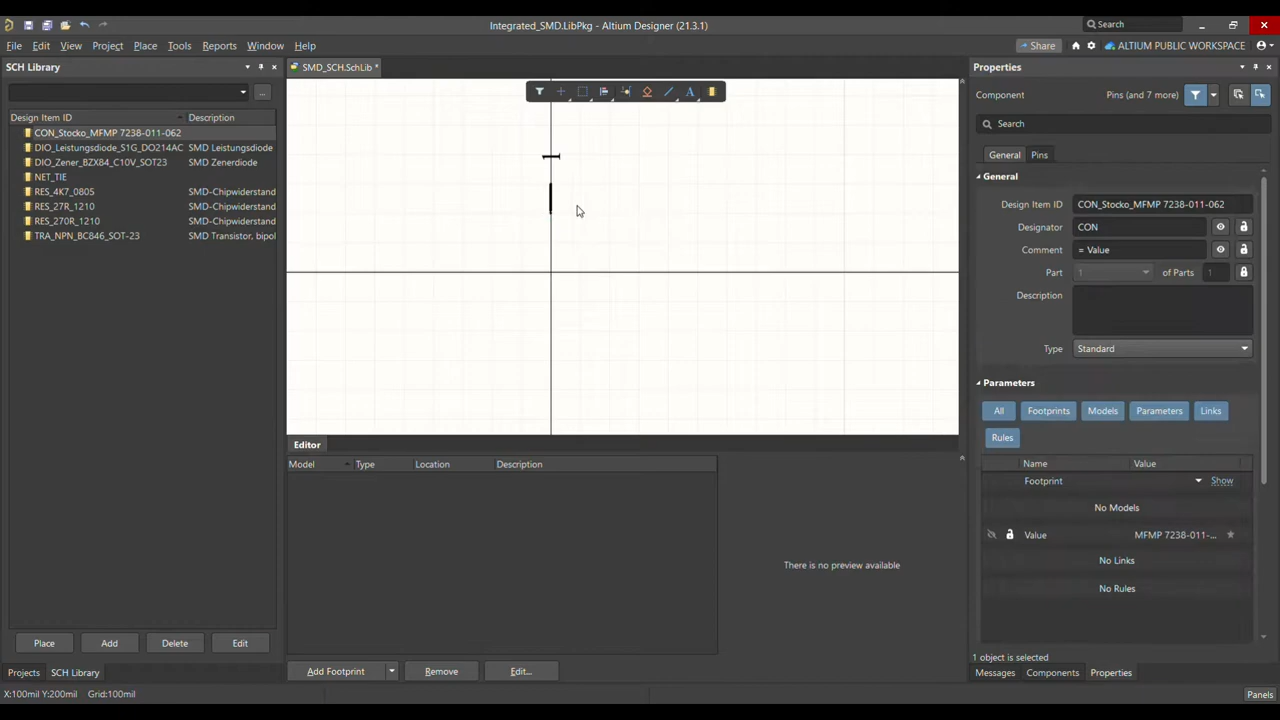 Integrated_SMD.LibPkg - Altium Designer (21.3.1)
Search
File Edit View Project Place Tools Reports Window Help
Share
ALTIUM PUBLIC WORKSPACE
SCH Library
SMD_SCH.SchLib *
Properties
...
Component
Pins (and 7 more)
Design Item ID Description
Search
CON_Stocko_MFMP 7238-011-062
DIO_Leistungsdiode_S1G_DO214AC SMD Leistungsdiode
DIO_Zener_BZX84_C10V_SOT23 SMD Zenerdiode
NET_TIE
RES_4K7_0805 SMD-Chipwiderstand
RES_27R_1210 SMD-Chipwiderstand
RES_270R_1210 SMD-Chipwiderstand
TRA_NPN_BC846_SOT-23 SMD Transistor, bipol
General Pins
General
Design Item ID CON_Stocko_MFMP 7238-011-062
Designator CON
Comment = Value
Part 1 of Parts 1
Description
Type Standard
Parameters
All Footprints Models Parameters Links
Rules
Name Value
Footprint Show
No Models
Value MFMP 7238-011-...
No Links
No Rules
Editor
Model Type Location Description
There is no preview available
Place Add Delete Edit
Add Footprint Remove Edit...
1 object is selected
Projects SCH Library
Messages Components Properties
X:100mil Y:200mil Grid:100mil
Panels